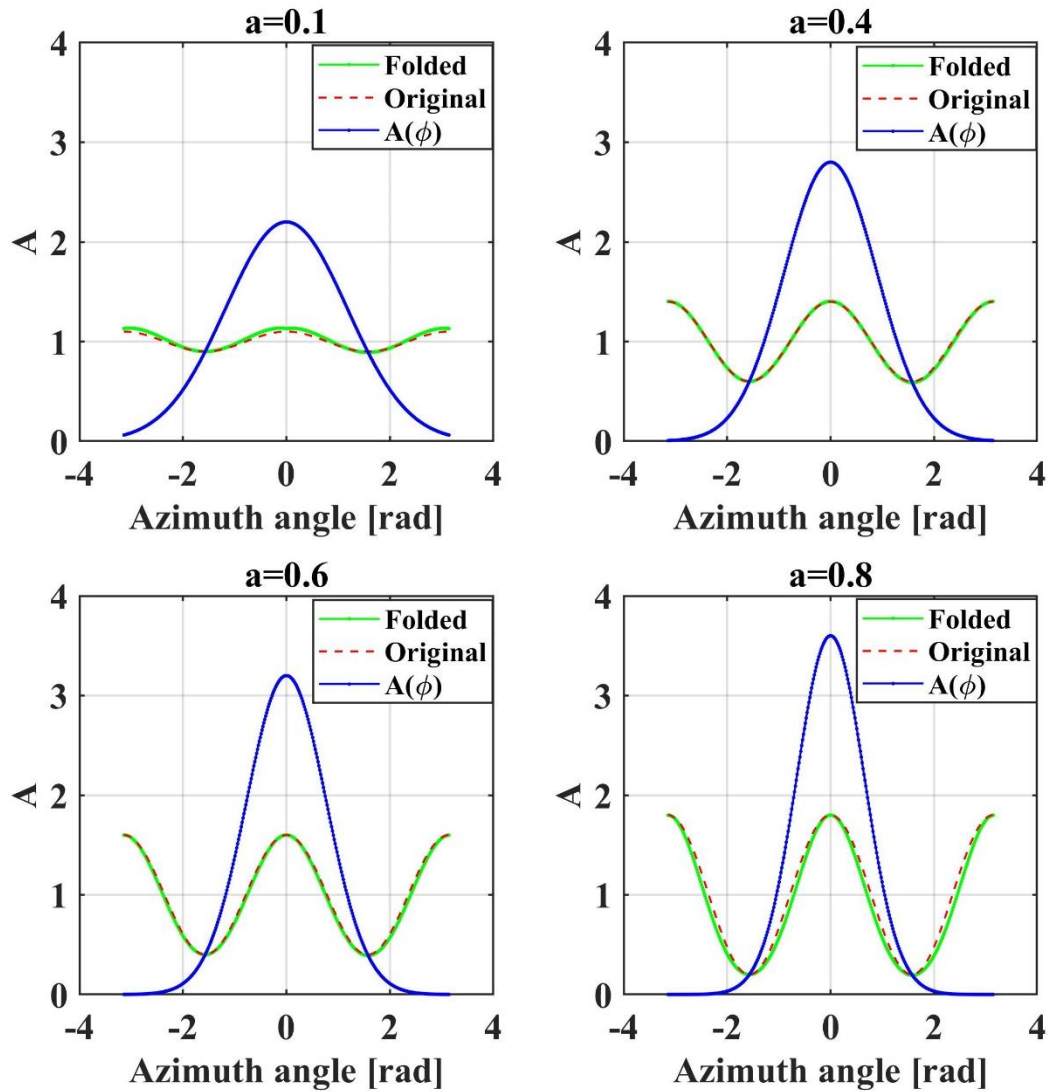 a=0.1
4
3
2
1
0
A
Folded
Original
A(ϕ)
-4 -2 0 2 4
Azimuth angle [rad]
a=0.4
4
3
2
1
0
A
Folded
Original
A(ϕ)
-4 -2 0 2 4
Azimuth angle [rad]
a=0.6
4
3
2
1
0
A
Folded
Original
A(ϕ)
-4 -2 0 2 4
Azimuth angle [rad]
a=0.8
4
3
2
1
0
A
Folded
Original
A(ϕ)
-4 -2 0 2 4
Azimuth angle [rad]